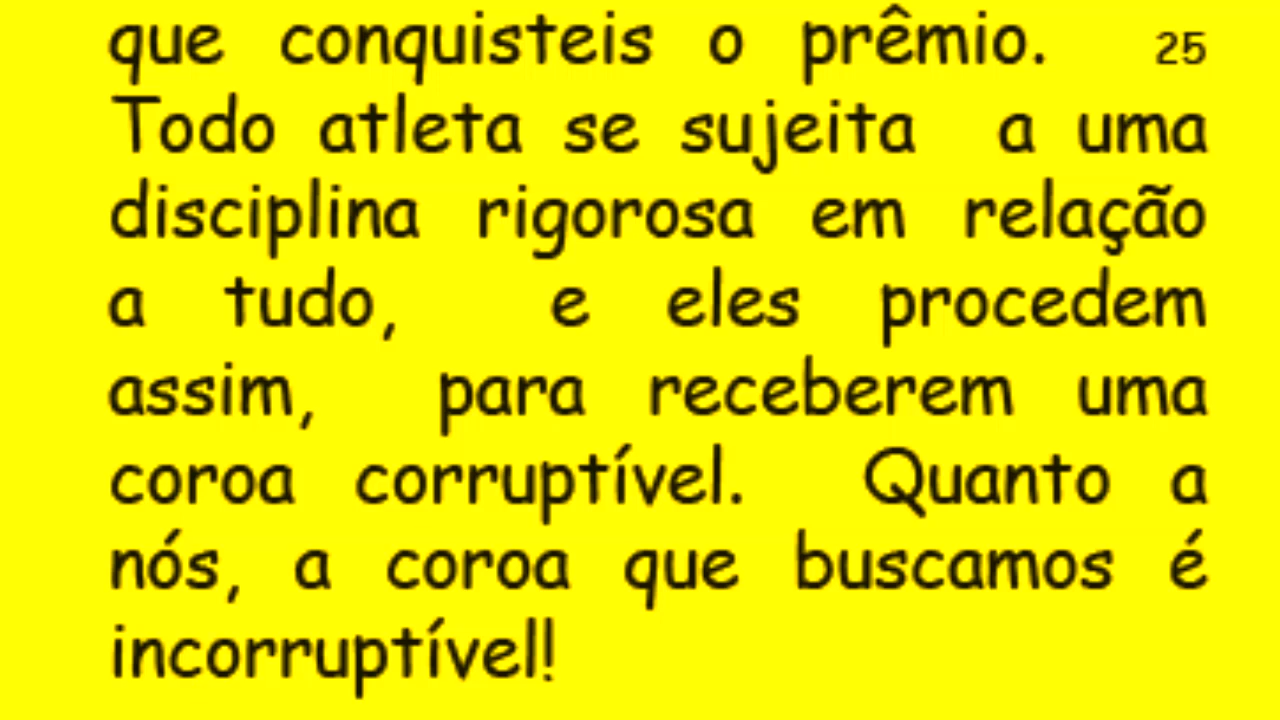 que conquisteis o prêmio. 25
Todo atleta se sujeita a uma
disciplina rigorosa em relação
a tudo, e eles procedem
assim, para receberem uma
coroa corruptível. Quanto a
nós, a coroa que buscamos é
incorruptível!